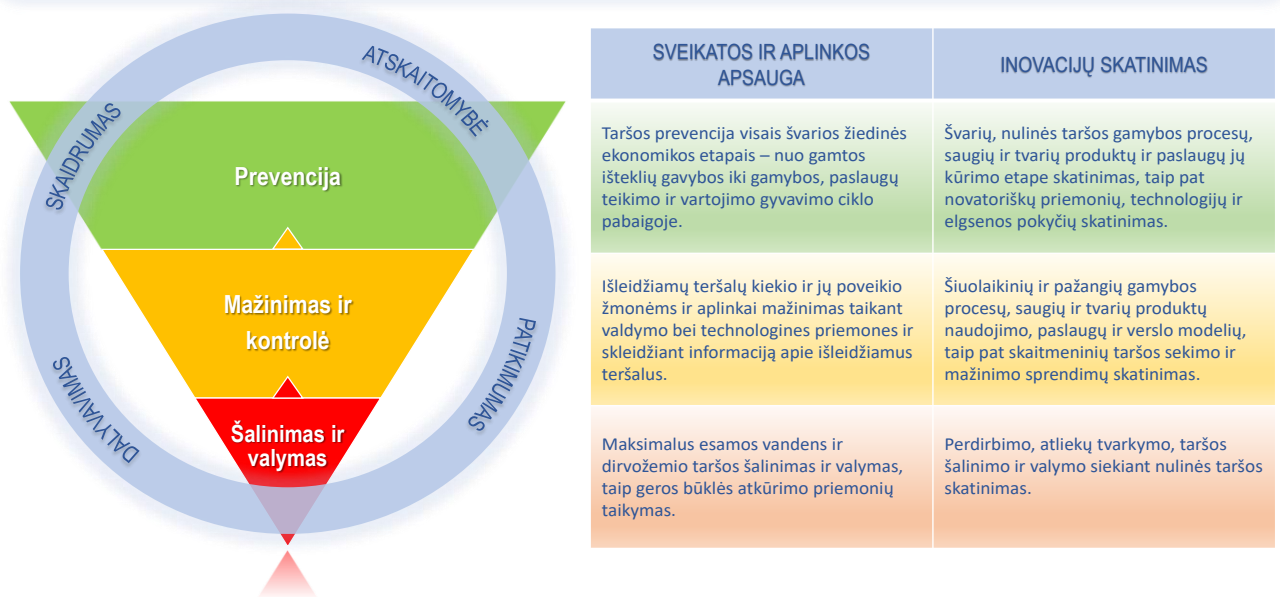 SKAIDRUMAS
ATSKAITOMYBĖ
DALYVAVIMAS
PATIKIMUMAS
Prevencija
Mažinimas ir
kontrolė
Šalinimas ir
valymas
SVEIKATOS IR APLINKOS
APSAUGA
INOVACIJŲ SKATINIMAS
Taršos prevencija visais švarios žiedinės
ekonomikos etapais – nuo gamtos
išteklių gavybos iki gamybos, paslaugų
teikimo ir vartojimo gyvavimo ciklo
pabaigoje.
Švarių, nulinės taršos gamybos procesų,
saugių ir tvarių produktų ir paslaugų jų
kūrimo etape skatinimas, taip pat
novatoriškų priemonių, technologijų ir
elgsenos pokyčių skatinimas.
Išleidžiamų teršalų kiekio ir jų poveikio
žmonėms ir aplinkai mažinimas taikant
valdymo bei technologines priemones ir
skleidžiant informaciją apie išleidžiamus
teršalus.
Šiuolaikinių ir pažangių gamybos
procesų, saugių ir tvarių produktų
naudojimo, paslaugų ir verslo modelių,
taip pat skaitmeninių taršos sekimo ir
mažinimo sprendimų skatinimas.
Maksimalus esamos vandens ir
dirvožemio taršos šalinimas ir valymas,
taip geros būklės atkūrimo priemonių
taikymas.
Perdirbimo, atliekų tvarkymo, taršos
šalinimo ir valymo siekiant nulinės taršos
skatinimas.